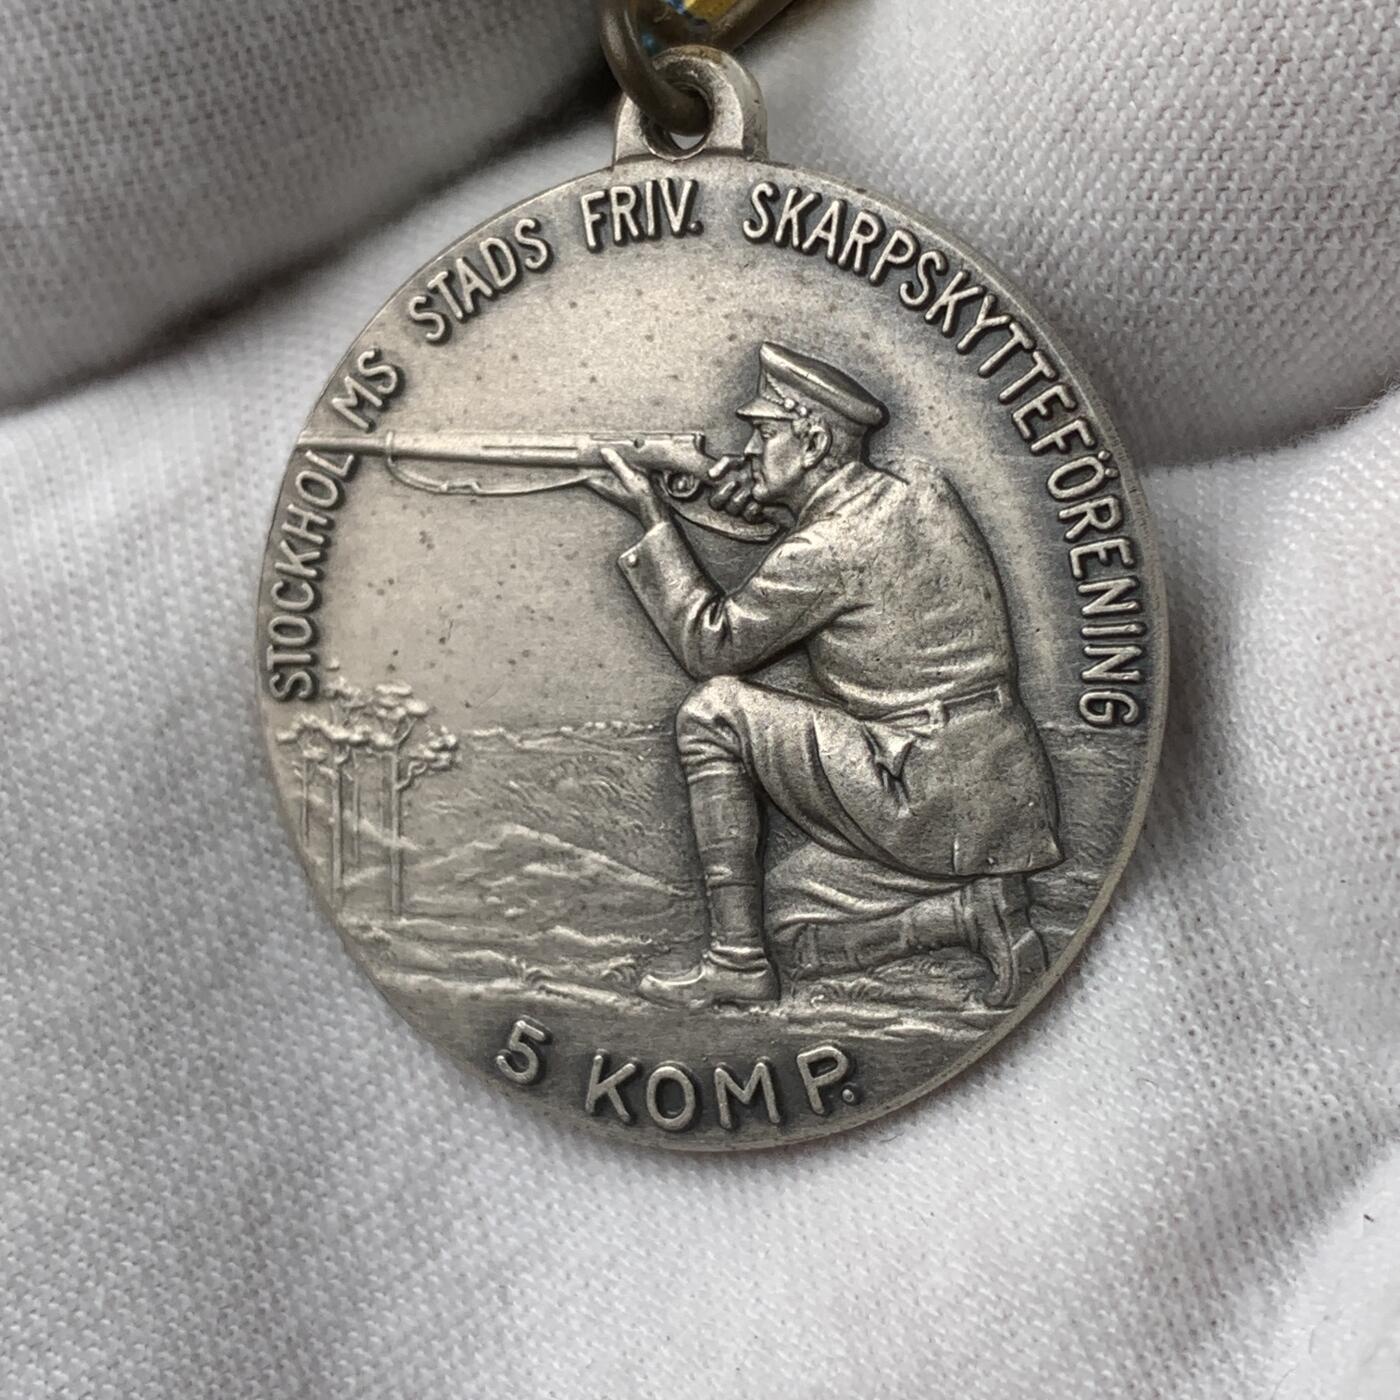 STOCKHOLMS STADS FRIV. SKARPSKYTTEFÖRENING
5 KOMP.